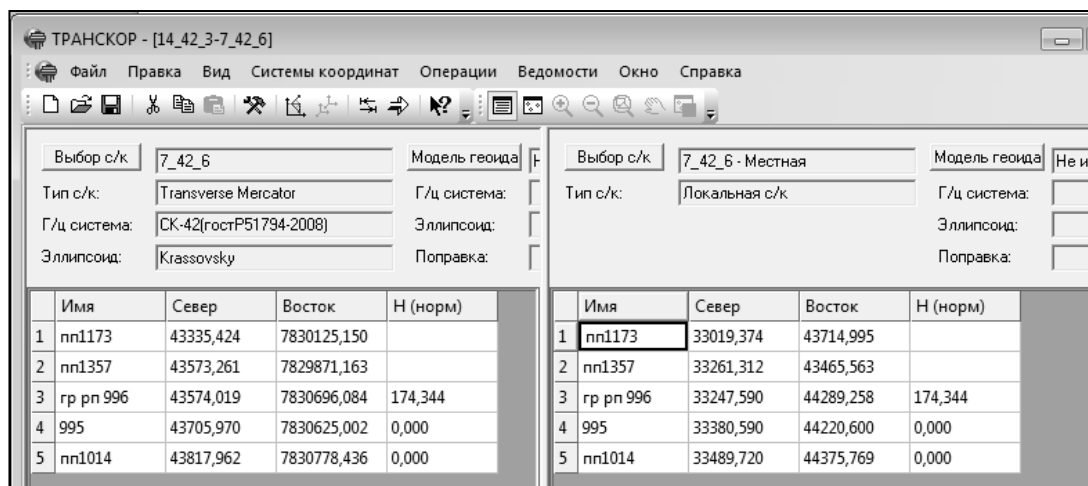 ТРАНСКОР - [14_42_3-7_42_6]
Файл Правка Вид Системы координат Операции Ведомости Окно Справка
Выбор с/к 7_42_6 Модель геоида
Тип с/к: Transverse Mercator Г/ц система:
Г/ц система: СК-42(гостР51794-2008) Эллипсоид:
Эллипсоид: Krassovsky Поправка:
Имя Север Восток Н (норм)
1 пп1173 43335,424 7830125,150
2 пп1357 43573,261 7829871,163
3 гр рп 996 43574,019 7830696,084 174,344
4 995 43705,970 7830625,002 0,000
5 пп1014 43817,962 7830778,436 0,000
Выбор с/к 7_42_6 - Местная Модель геоида Не и
Тип с/к: Локальная с/к Г/ц система:
Эллипсоид:
Поправка:
Имя Север Восток Н (норм)
1 пп1173 33019,374 43714,995
2 пп1357 33261,312 43465,563
3 гр рп 996 33247,590 44289,258 174,344
4 995 33380,590 44220,600 0,000
5 пп1014 33489,720 44375,769 0,000